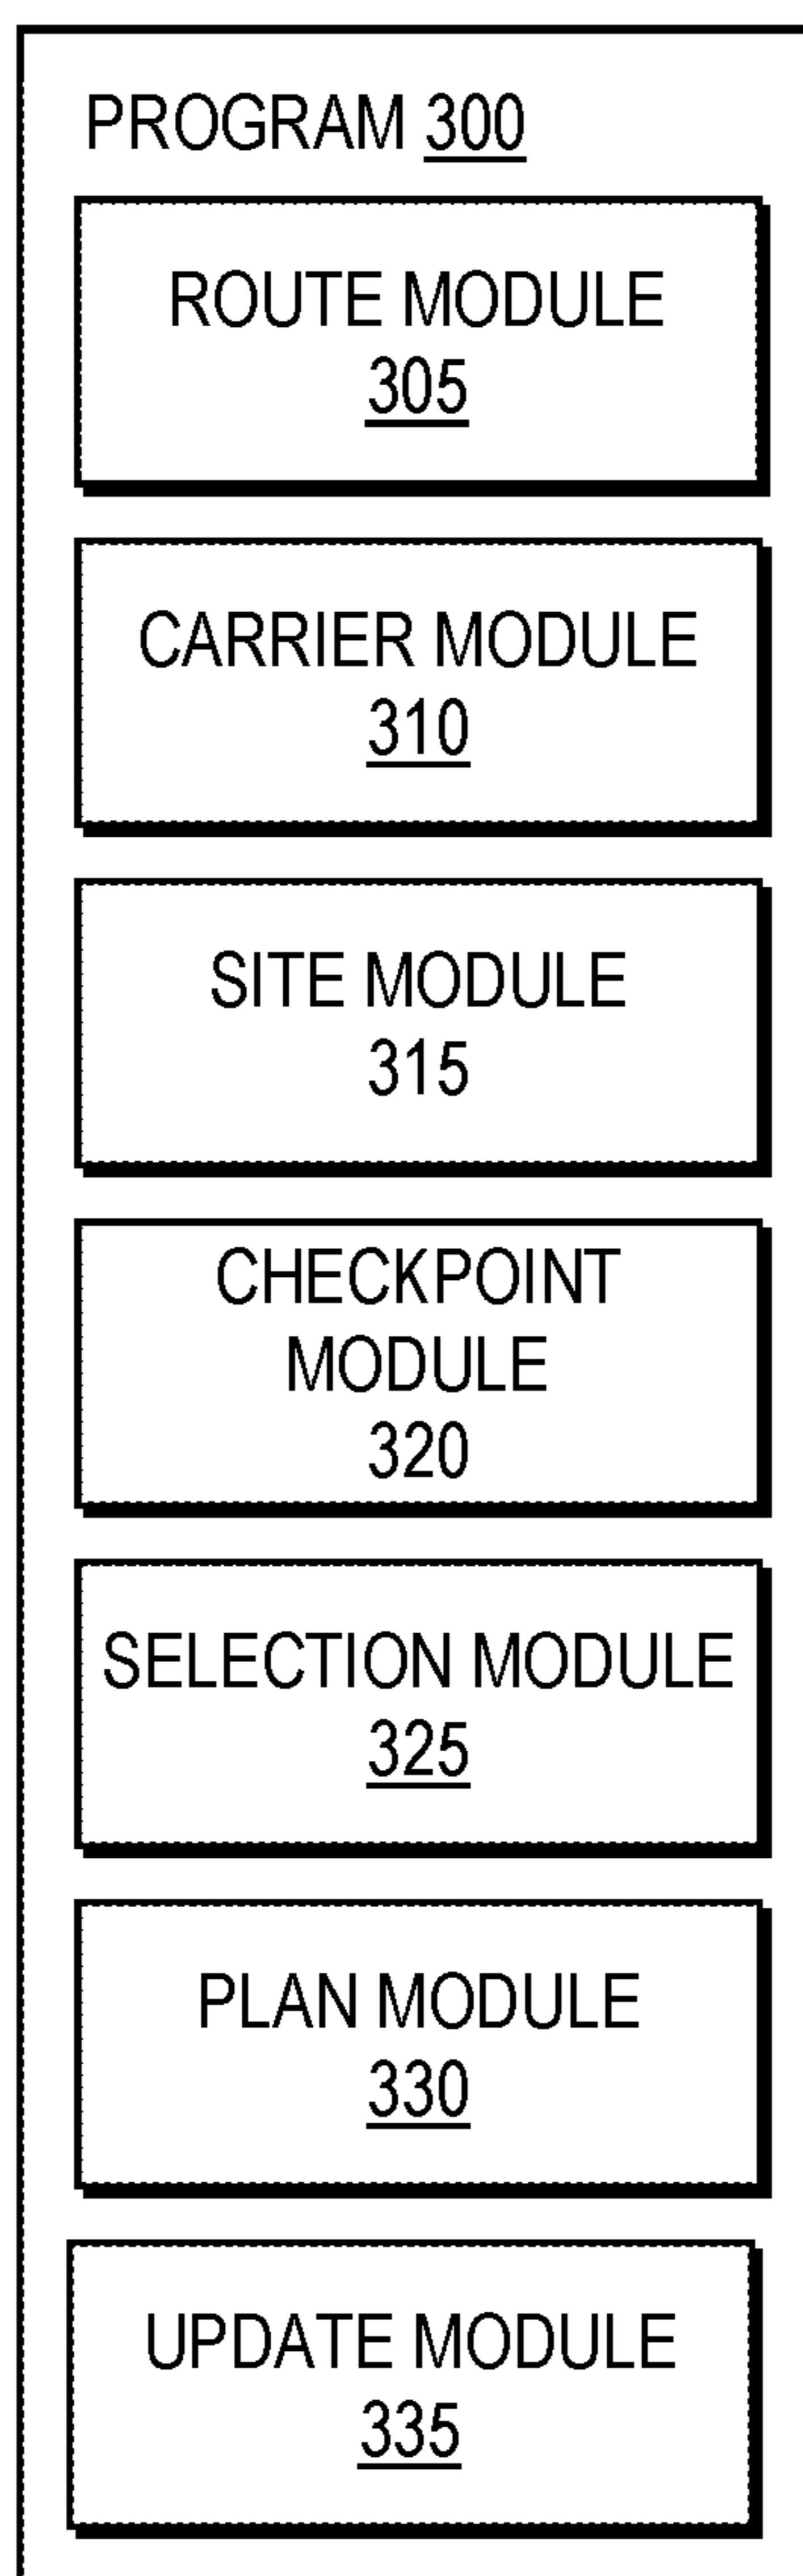 PROGRAM 300
ROUTE MODULE
305
CARRIER MODULE
310
SITE MODULE
315
CHECKPOINT
MODULE
320
SELECTION MODULE
325
PLAN MODULE
330
UPDATE MODULE
335